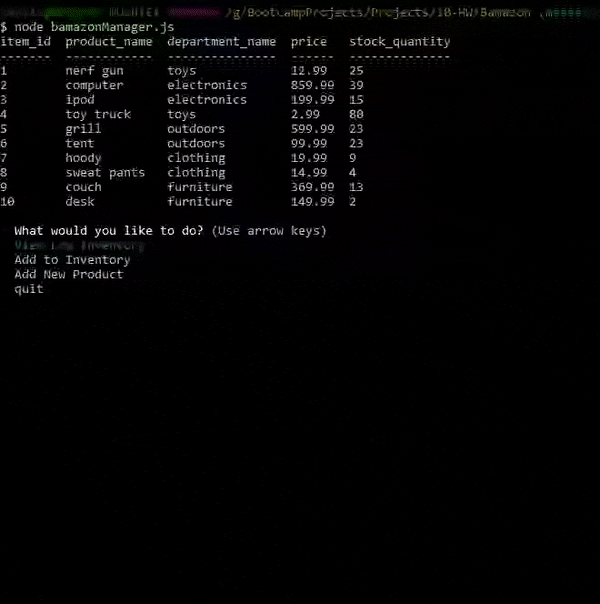 /g/BootcampProjects/Projects/10-HW/Bamazon
$ node bamazonManager.js
item_id  product_name  department_name  price  stock_quantity
-------  ------------  ---------------  ------  --------------
1  nerf gun  toys  12.99  25
2  computer  electronics  859.99  39
3  ipod  electronics  199.99  15
4  toy truck  toys  2.99  80
5  grill  outdoors  599.99  23
6  tent  outdoors  99.99  23
7  hoody  clothing  19.99  9
8  sweat pants  clothing  14.99  4
9  couch  furniture  369.99  13
10  desk  furniture  149.99  2
What would you like to do? (Use arrow keys)
View Low Inventory
Add to Inventory
Add New Product
quit